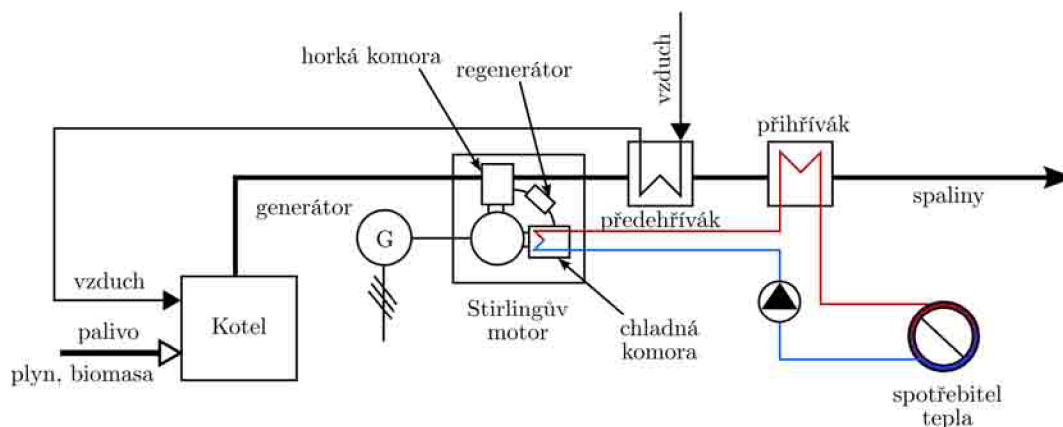 horká komora
regenerátor
vzduch
přihřívák
generátor
G
předehřívák
spaliny
vzduch
Kotel
palivo
plyn, biomasa
Stirlingův
motor
chladná
komora
spotřebitel
tepla